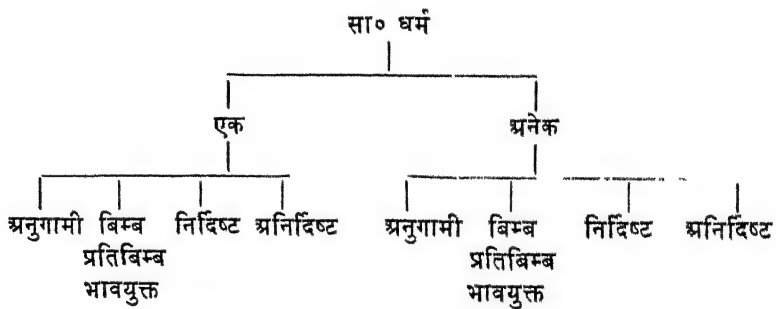 सा० धर्म
एक अनेक
अनुगामी बिम्ब निर्दिष्ट अनिर्दिष्ट अनुगामी बिम्ब निर्दिष्ट अनिर्दिष्ट
प्रतिबिम्ब प्रतिबिम्ब
भावयुक्त भावयुक्त